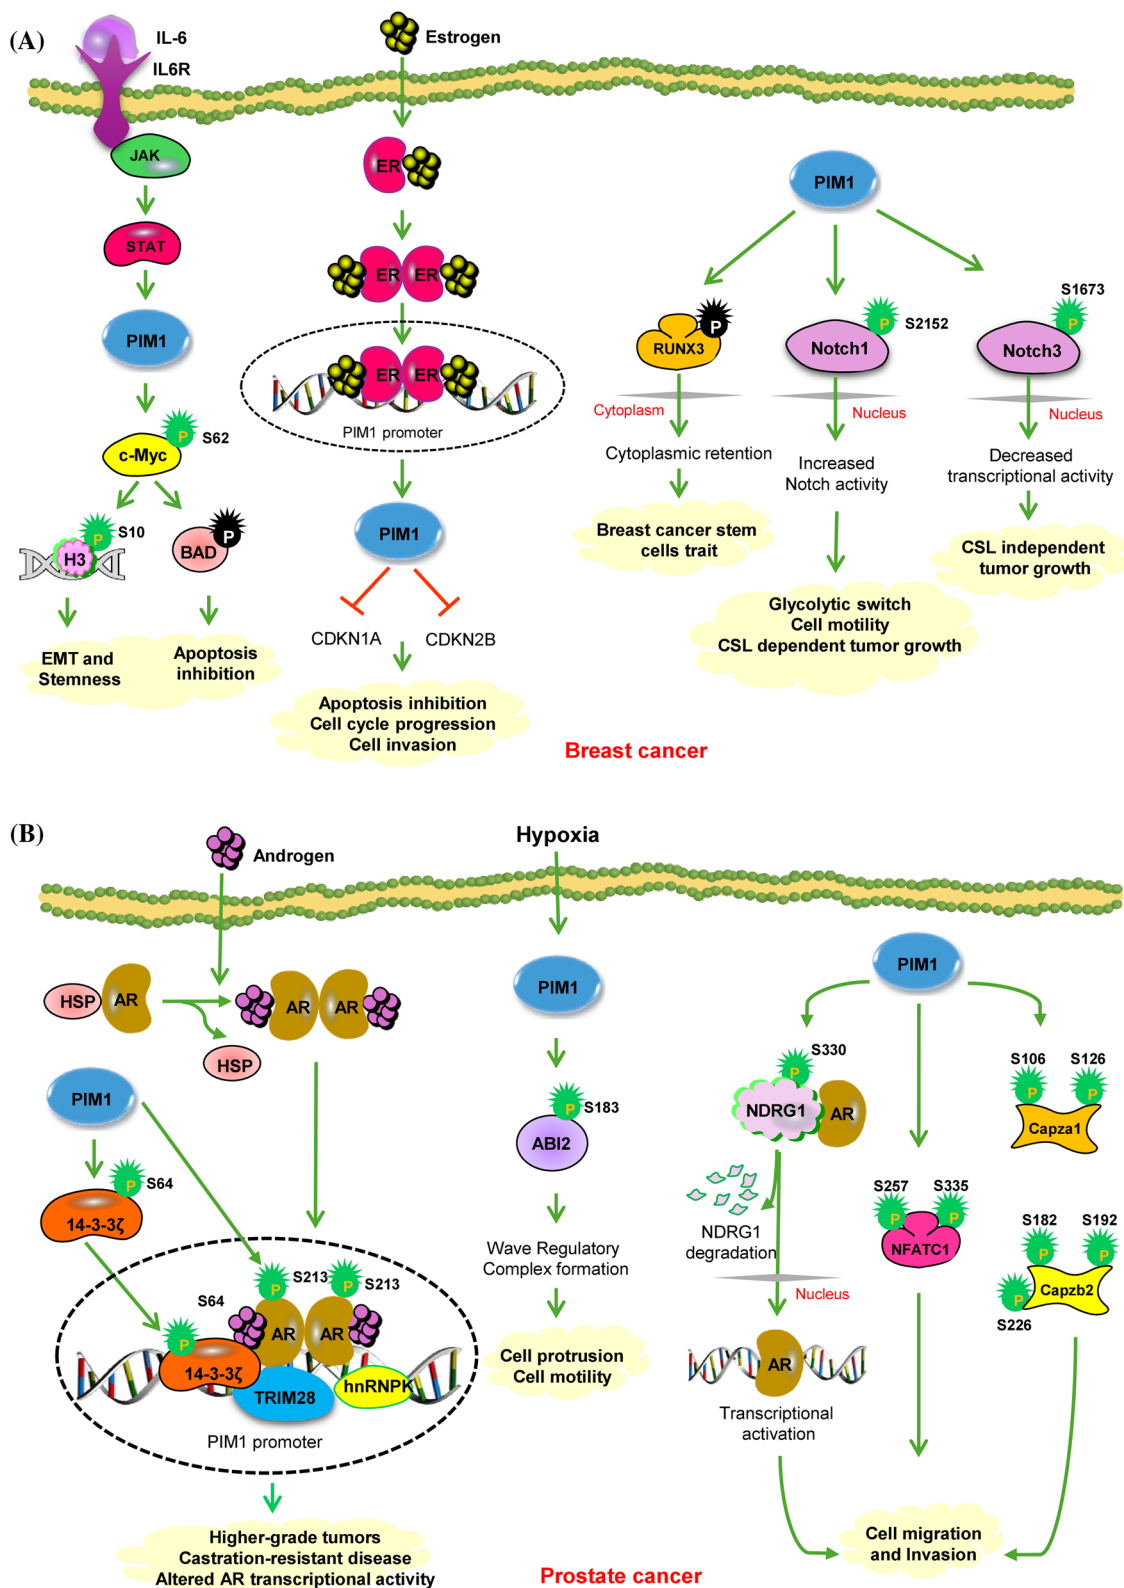 (A)
IL-6
IL6R
JAK
STAT
PIM1
P
S62
c-Myc
P
S10
H3
P
BAD
EMT and
Stemness
Apoptosis
inhibition
Estrogen
ER
ER ER
ER ER
PIM1 promoter
PIM1
CDKN1A
CDKN2B
Apoptosis inhibition
Cell cycle progression
Cell invasion
PIM1
P
RUNX3
Cytoplasm
Cytoplasmic retention
Breast cancer stem
cells trait
P
S2152
Notch1
Nucleus
Increased
Notch activity
Glycolytic switch
Cell motility
CSL dependent tumor growth
S1673
P
Notch3
Nucleus
Decreased
transcriptional activity
CSL independent
tumor growth
Breast cancer
(B)
Androgen
HSP
AR
AR AR
HSP
PIM1
P
S64
14-3-3ζ
P
S213
P
S213
S64
P
AR AR
14-3-3ζ
TRIM28
hnRNPK
PIM1 promoter
Higher-grade tumors
Castration-resistant disease
Altered AR transcriptional activity
Hypoxia
PIM1
P
S183
ABI2
Wave Regulatory
Complex formation
Cell protrusion
Cell motility
PIM1
S330
P
NDRG1
AR
NDRG1
degradation
Nucleus
AR
Transcriptional
activation
S257
S335
P
P
NFATC1
S106
S126
P
P
Capza1
S182
S192
P
P
Capzb2
P
S226
Cell migration
and Invasion
Prostate cancer